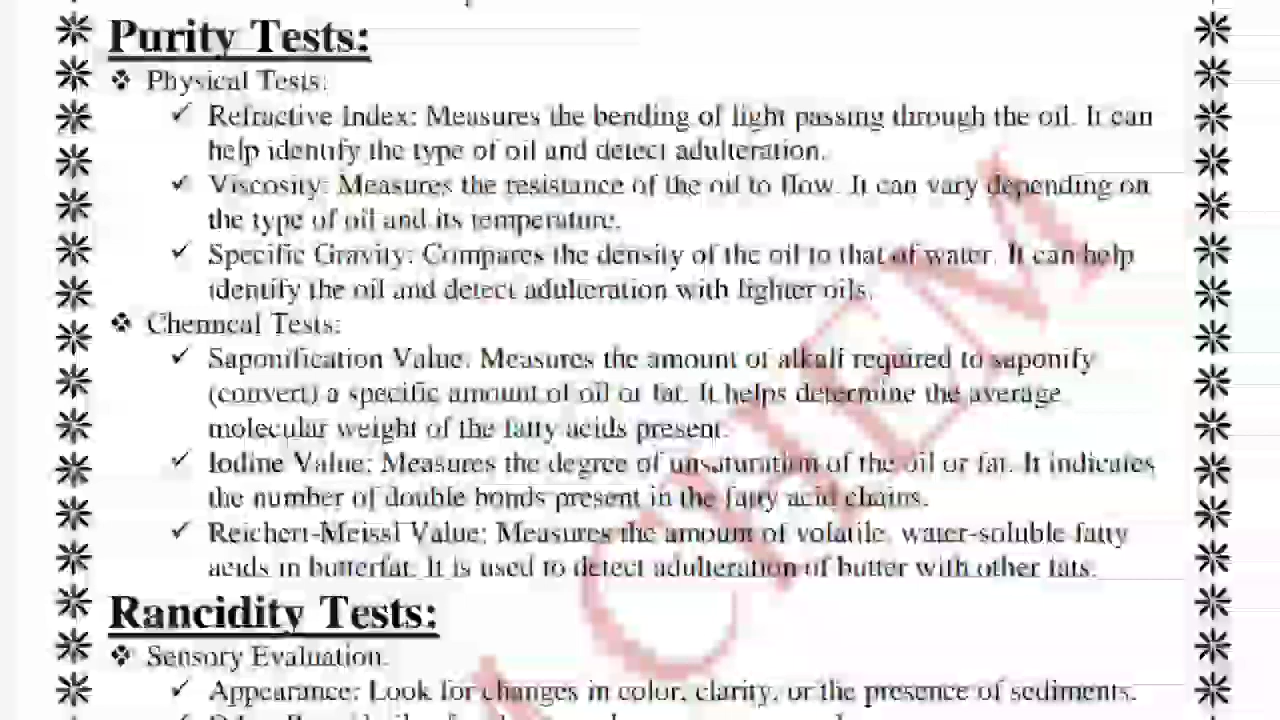 Purity Tests:
❖ Physical Tests:
✓ Refractive Index: Measures the bending of light passing through the oil. It can
help identify the type of oil and detect adulteration.
✓ Viscosity: Measures the resistance of the oil to flow. It can vary depending on
the type of oil and its temperature.
✓ Specific Gravity: Compares the density of the oil to that of water. It can help
identify the oil and detect adulteration with lighter oils.
❖ Chemical Tests:
✓ Saponification Value: Measures the amount of alkali required to saponify
(convert) a specific amount of oil or fat. It helps determine the average
molecular weight of the fatty acids present.
✓ Iodine Value: Measures the degree of unsaturation of the oil or fat. It indicates
the number of double bonds present in the fatty acid chains.
✓ Reichert-Meissl Value: Measures the amount of volatile, water-soluble fatty
acids in butterfat. It is used to detect adulteration of butter with other fats.
Rancidity Tests:
❖ Sensory Evaluation:
✓ Appearance: Look for changes in color, clarity, or the presence of sediments.
CHEM